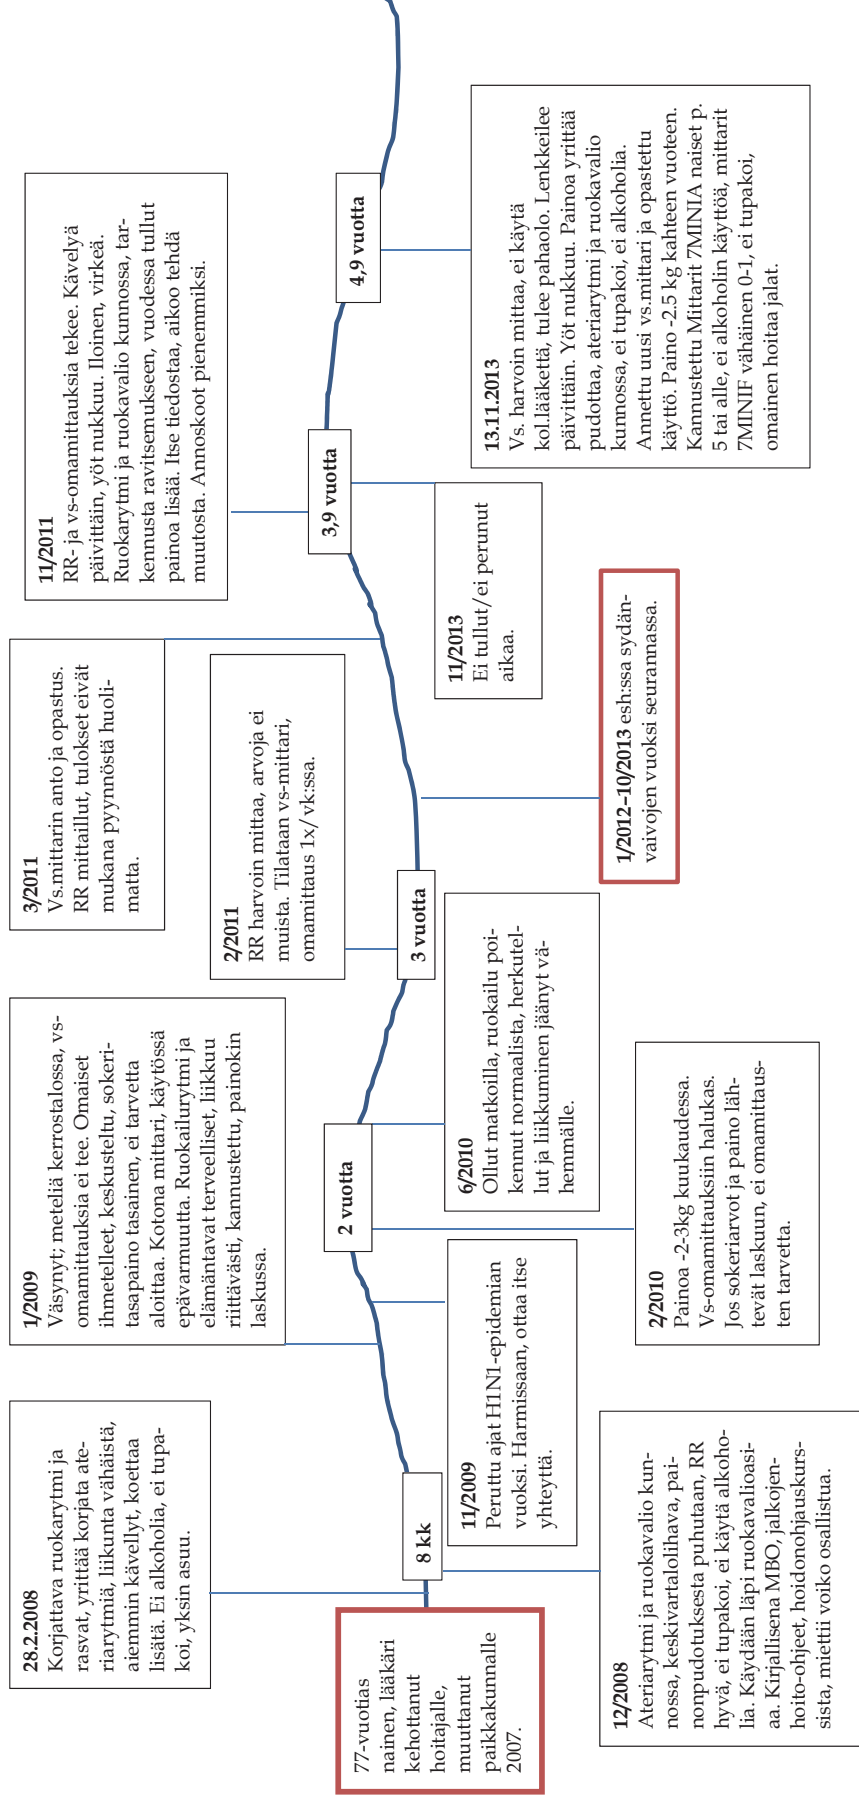 77-vuotias
nainen, lääkäri
kehottanut
hoitajalle,
muuttanut
paikkakunnalle
2007.
28.2.2008
Korjattava ruokarytmi ja
rasvat, yrittää korjata ate-
riarytmiä, liikunta vähäistä,
aiemmin kävellyt, koettaa
lisätä. Ei alkoholia, ei tupa-
koi, yksin asuu.
8 kk
12/2008
Ateriarytmi ja ruokavalio kun-
nossa, keskivartalolihava, pai-
nonpudotuksesta puhutaan, RR
hyvä, ei tupakoi, ei käytä alkoho-
lia. Käydään läpi ruokavalioasi-
aa. Kirjallisena MBO, jalkojen-
hoito-ohjeet, hoidonohjauskurs-
sista, miettii voiko osallistua.
1/2009
Väsynyt; meteliä kerrostalossa, vs-
omamittauksia ei tee. Omaiset
ihmetelleet, keskusteltu, sokeri-
tasapaino tasainen, ei tarvetta
aloittaa. Kotona mittari, käytössä
epävarmuutta. Ruokailurytmi ja
elämäntavat terveelliset, liikkuu
riittävästi, kannustettu, painokin
laskussa.
11/2009
Peruttu ajat H1N1-epidemian
vuoksi. Harmissaan, ottaa itse
yhteyttä.
2 vuotta
2/2010
Painoa -2-3kg kuukaudessa.
Vs-omamittauksiin halukas.
Jos sokeriarvot ja paino läh-
tevät laskuun, ei omamittaus-
ten tarvetta.
6/2010
Ollut matkoilla, ruokailu poi-
kennut normaalista, herkutel-
lut ja liikkuminen jäänyt vä-
hemmälle.
3 vuotta
2/2011
RR harvoin mittaa, arvoja ei
muista. Tilataan vs-mittari,
omamittaus 1x/vk:ssa.
3/2011
Vs.mittarin anto ja opastus.
RR mittaillut, tulokset eivät
mukana pyynnöstä huoli-
matta.
1/2012–10/2013 esh:ssa sydän-
vaivojen vuoksi seurannassa.
3,9 vuotta
11/2011
RR- ja vs-omamittauksia tekee. Kävelyä
päivittäin, yöt nukkuu. Iloinen, virkeä.
Ruokarytmi ja ruokavalio kunnossa, tar-
kennusta ravitsemukseen, vuodessa tullut
painoa lisää. Itse tiedostaa, aikoo tehdä
muutosta. Annoskoot pienemmiksi.
11/2013
Ei tullut/ei perunut
aikaa.
4,9 vuotta
13.11.2013
Vs. harvoin mittaa, ei käytä
kol.lääkettä, tulee pahaolo. Lenkkeilee
päivittäin. Yöt nukkuu. Painoa yrittää
pudottaa, ateriarytmi ja ruokavalio
kunnossa, ei tupakoi, ei alkoholia.
Annettu uusi vs.mittari ja opastettu
käyttö. Paino -2.5 kg kahteen vuoteen.
Kannustettu Mittarit 7MINIA naiset p.
5 tai alle, ei alkoholin käyttöä, mittarit
7MINIF vähäinen 0-1, ei tupakoi,
omainen hoitaa jalat.